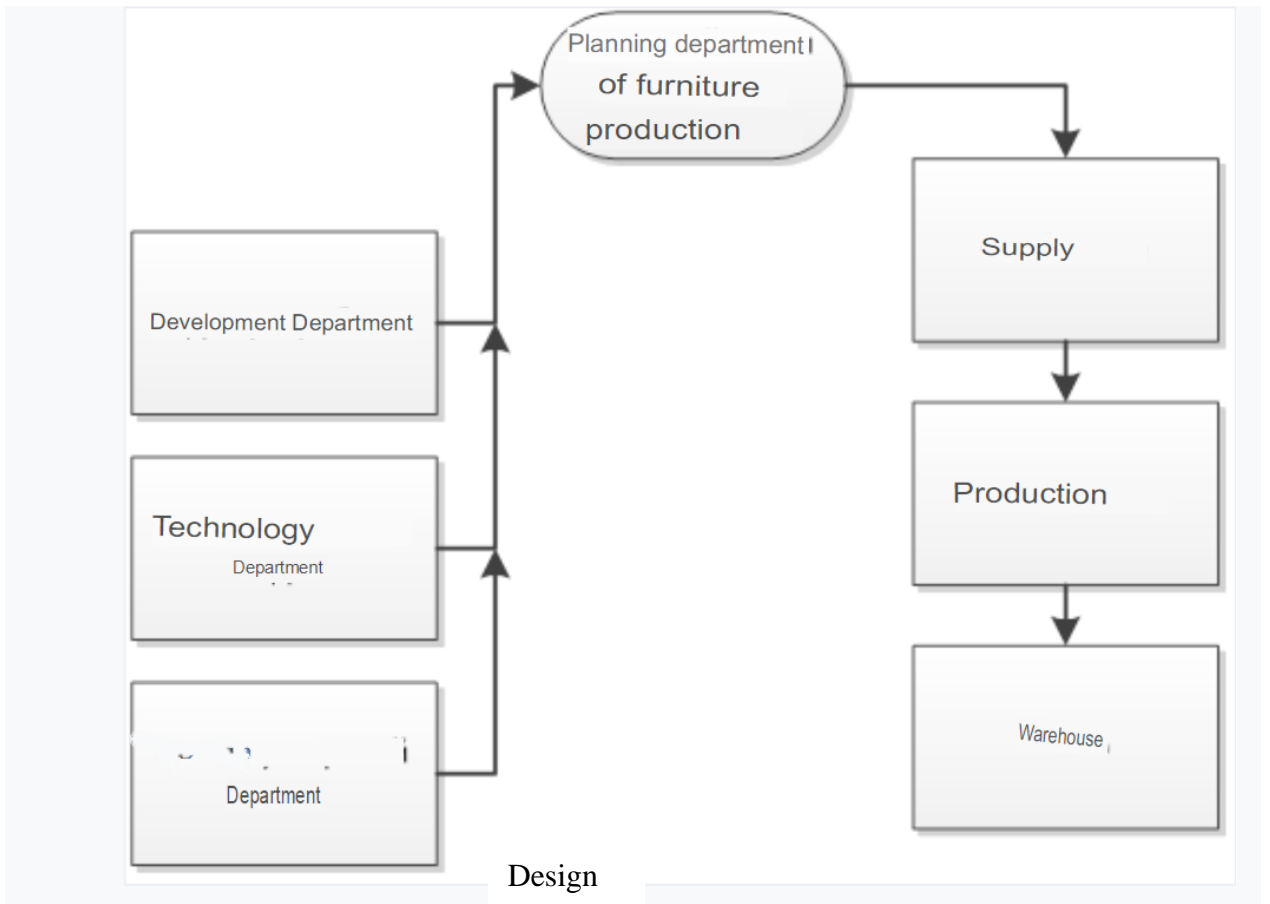 Planning department
of furniture
production
Supply
Development Department
Production
Technology
Department
Warehouse
Department
Design